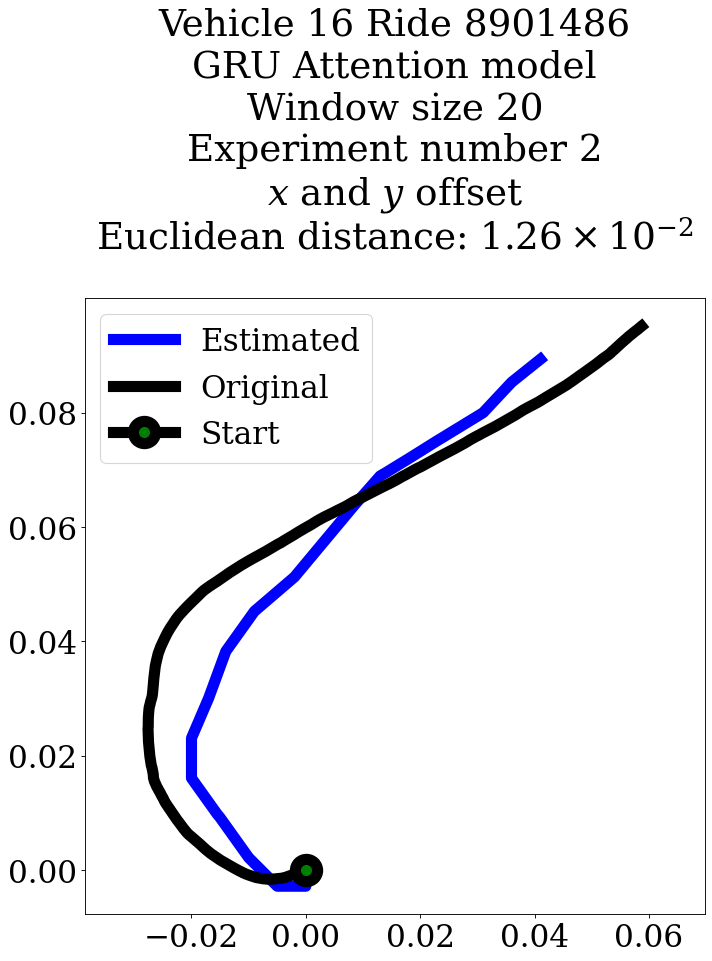 Vehicle 16 Ride 8901486
GRU Attention model
Window size 20
Experiment number 2
x and y offset
Euclidean distance: 1.26 × 10⁻²
Estimated
Original
Start
0.08
0.06
0.04
0.02
0.00
−0.02 0.00 0.02 0.04 0.06